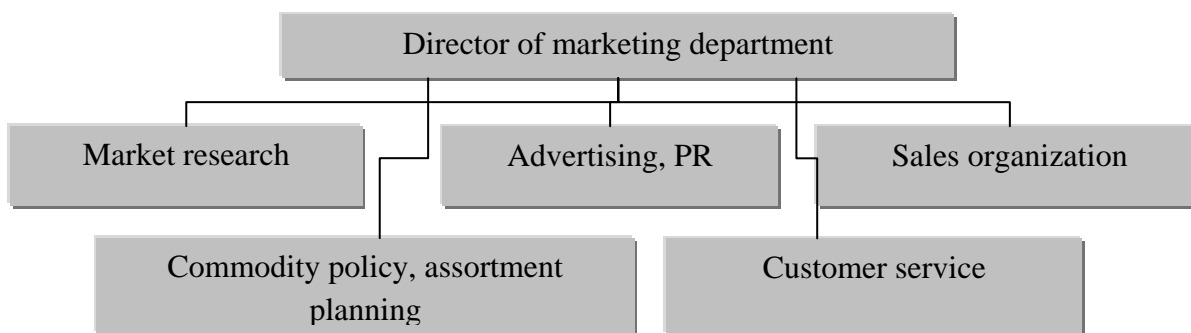 Director of marketing department
Market research
Advertising, PR
Sales organization
Commodity policy, assortment
planning
Customer service